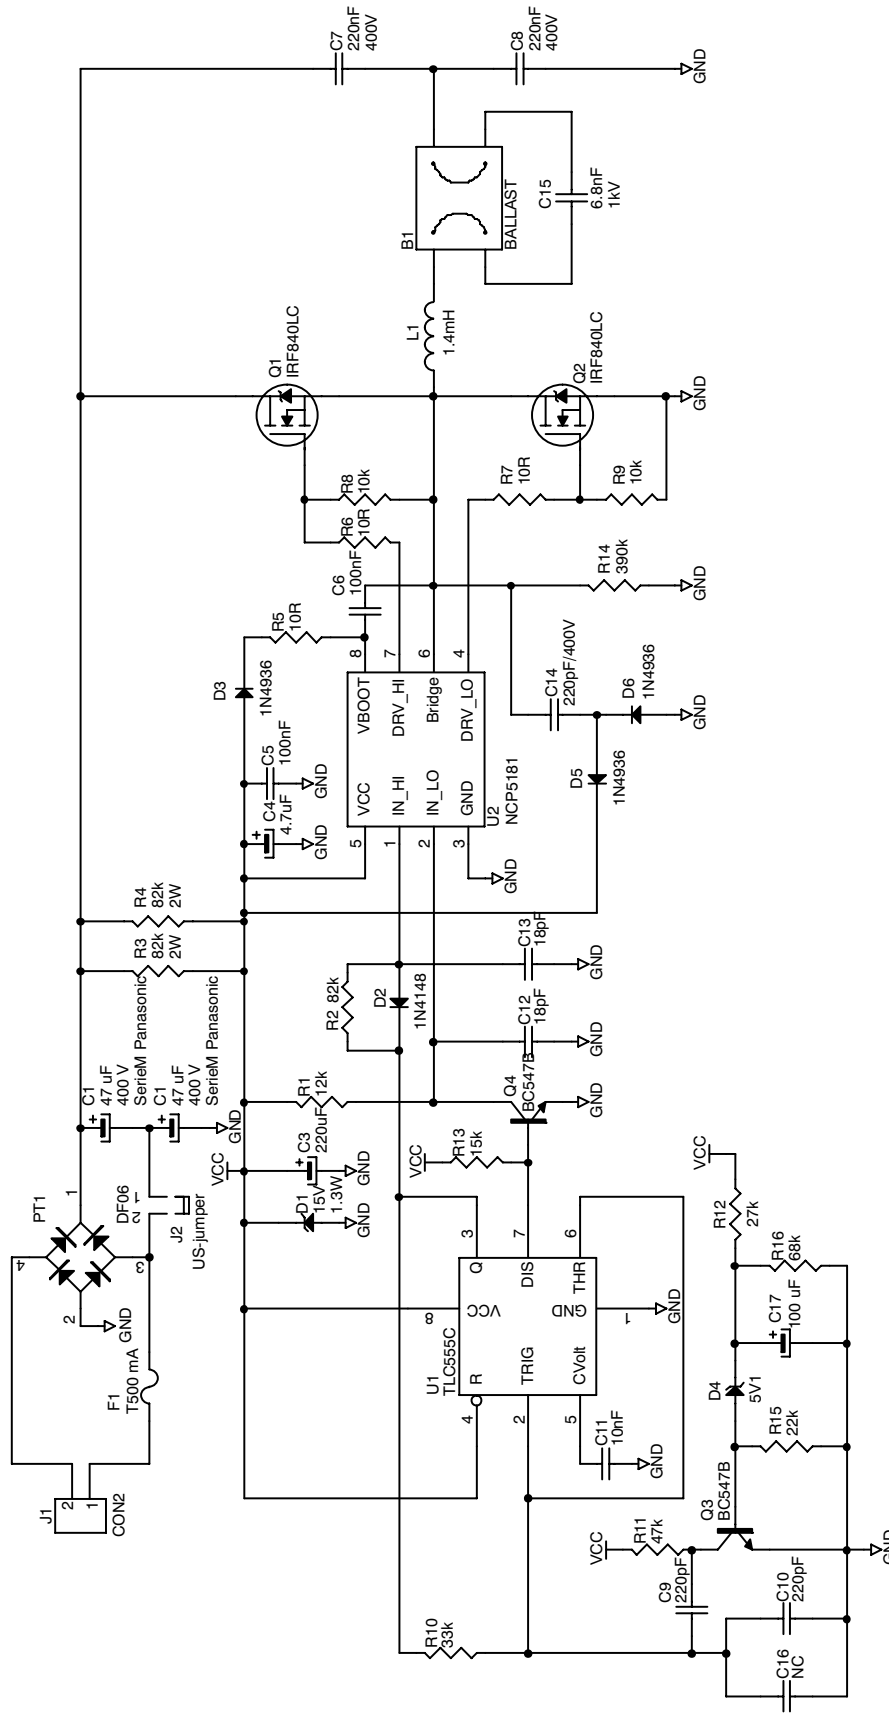 J1
2
1
CON2
F1
T500 mA
PT1
4
1
2
3
GND
DF06
2 1
J2
US-jumper
C1
47 uF
400 V
SerieM Panasonic
C1
47 uF
400 V
SerieM Panasonic
GND
R3
82k
2W
R4
82k
2W
VCC
D1
15V
1.3W
GND
C3
220uF
GND
R1
12k
R2 82k
D2
1N4148
C4
4.7uF
GND
C5
100nF
GND
D3
1N4936
R5
10R
C6
100nF
R6
10R
R8
10k
Q1
IRF840LC
C7
220nF
400V
C8
220nF
400V
GND
L1
1.4mH
B1
BALLAST
C15
6.8nF
1kV
Q2
IRF840LC
GND
R7
10R
R9
10k
R14
390k
GND
C14
220pF/400V
D6
1N4936
GND
D5
1N4936
U2
NCP5181
5
VCC
1
IN_HI
2
IN_LO
3
GND
8
VBOOT
7
DRV_HI
6
Bridge
4
DRV_LO
GND
C13
18pF
GND
C12
18pF
GND
Q4
BC547B
GND
VCC
R13
15k
U1
TLC555C
4
R
2
TRIG
5
CVolt
8
VCC
GND
1
3
Q
7
DIS
6
THR
GND
C11
10nF
GND
R10
33k
VCC
R11
47k
C9
220pF
C16
NC
C10
220pF
Q3
BC547B
GND
R15
22k
D4
5V1
C17
100 uF
R16
68k
R12
27k
VCC